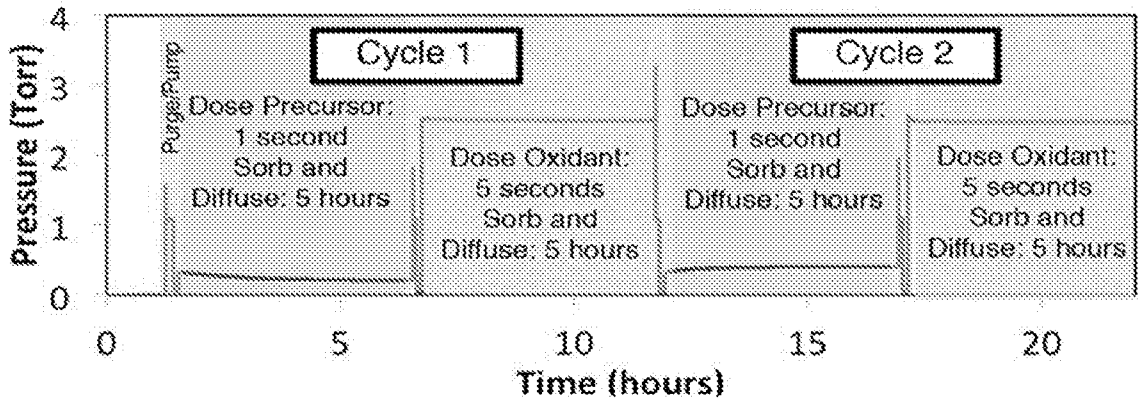 Pressure (Torr)
4
3
2
1
0
Purge/Pump
Cycle 1
Dose Precursor:
1 second
Sorb and
Diffuse: 5 hours
Dose Oxidant:
5 seconds
Sorb and
Diffuse: 5 hours
Cycle 2
Dose Precursor:
1 second
Sorb and
Diffuse: 5 hours
Dose Oxidant:
5 seconds
Sorb and
Diffuse: 5 hours
0 5 10 15 20
Time (hours)